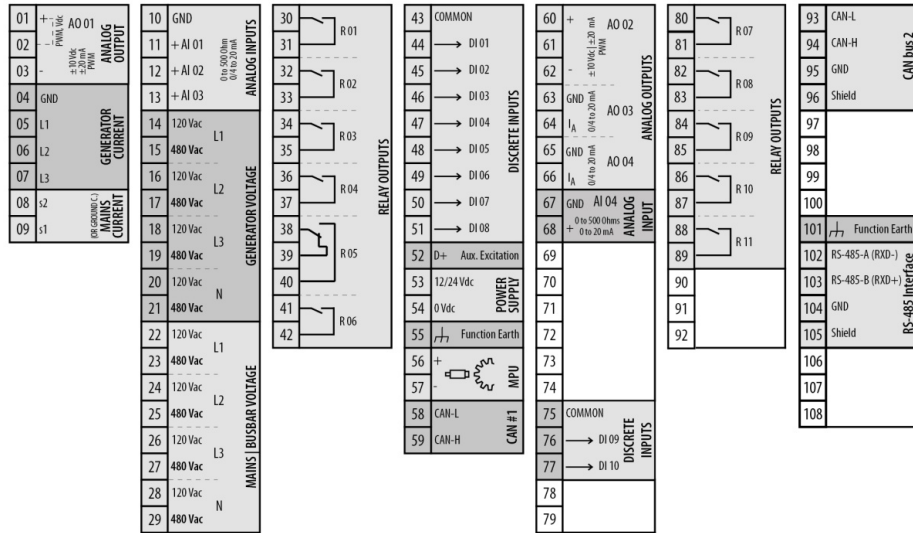 01 +
PWM, Vdc
AO 01
02
± 10 Vdc
± 20 mA
PWM
03 -
ANALOG
OUTPUT
04 GND
05 L1
06 L2
07 L3
GENERATOR
CURRENT
08 s2
09 s1
(OR GROUND C.)
MAINS
CURRENT
10 GND
11 + AI 01
12 + AI 02
13 + AI 03
0 to 500 Ohm
0/4 to 20 mA
ANALOG INPUTS
14 120 Vac
L1
15 480 Vac
16 120 Vac
L2
17 480 Vac
18 120 Vac
L3
19 480 Vac
20 120 Vac
N
21 480 Vac
GENERATOR VOLTAGE
22 120 Vac
L1
23 480 Vac
24 120 Vac
L2
25 480 Vac
26 120 Vac
L3
27 480 Vac
28 120 Vac
N
29 480 Vac
MAINS | BUSBAR VOLTAGE
30
R 01
31
32
R 02
33
34
R 03
35
36
R 04
37
38
39 R 05
40
41
R 06
42
RELAY OUTPUTS
43 COMMON
44 DI 01
45 DI 02
46 DI 03
47 DI 04
48 DI 05
49 DI 06
50 DI 07
51 DI 08
DISCRETE INPUTS
52 D+ Aux. Excitation
53 12/24 Vdc
54 0 Vdc
POWER
SUPPLY
55 Function Earth
56 +
57 -
MPU
58 CAN-L
59 CAN-H
CAN #1
60 + AO 02
61
± 10 Vdc | ±20 mA
PWM
62 -
63 GND
AO 03
64 IA
0/4 to 20 mA
65 GND
AO 04
66 IA
0/4 to 20 mA
ANALOG OUTPUTS
67 GND AI 04
68 + 0 to 500 Ohms
0 to 20 mA
ANALOG
INPUT
69
70
71
72
73
74
75 COMMON
76 DI 09
77 DI 10
DISCRETE
INPUTS
78
79
80
R 07
81
82
R 08
83
84
R 09
85
86
R 10
87
88
R 11
89
RELAY OUTPUTS
90
91
92
93 CAN-L
94 CAN-H
95 GND
96 Shield
CAN bus 2
97
98
99
100
101 Function Earth
102 RS-485-A (RXD-)
103 RS-485-B (RXD+)
104 GND
105 Shield
RS-485 Interface
106
107
108